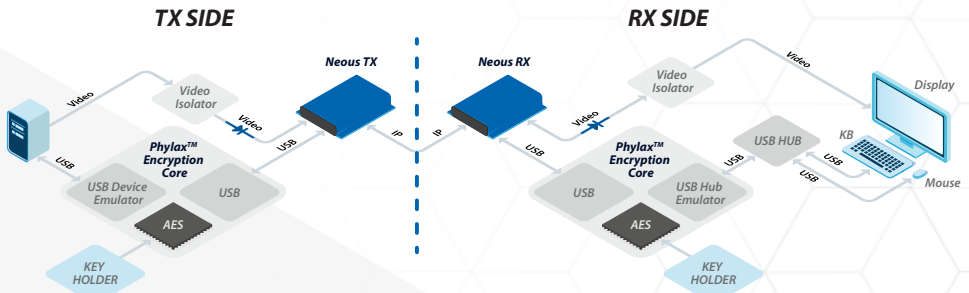 TX SIDE
RX SIDE
Neous TX
Neous RX
Video
Video
Isolator
Video
USB
USB
Phylax™
Encryption
Core
USB Device
Emulator
USB
AES
KEY
HOLDER
IP
IP
Video
Isolator
Video
Video
USB
Phylax™
Encryption
Core
USB
USB Hub
Emulator
AES
KEY
HOLDER
USB
USB HUB
USB
USB
KB
Display
Mouse